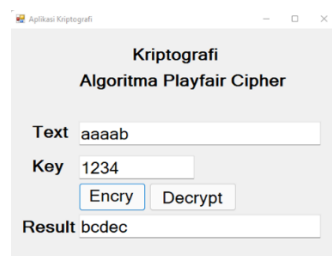 Aplikasi Kriptografi
Kriptografi
Algoritma Playfair Cipher
Text aaaab
Key 1234
Encry Decrypt
Result bcdec